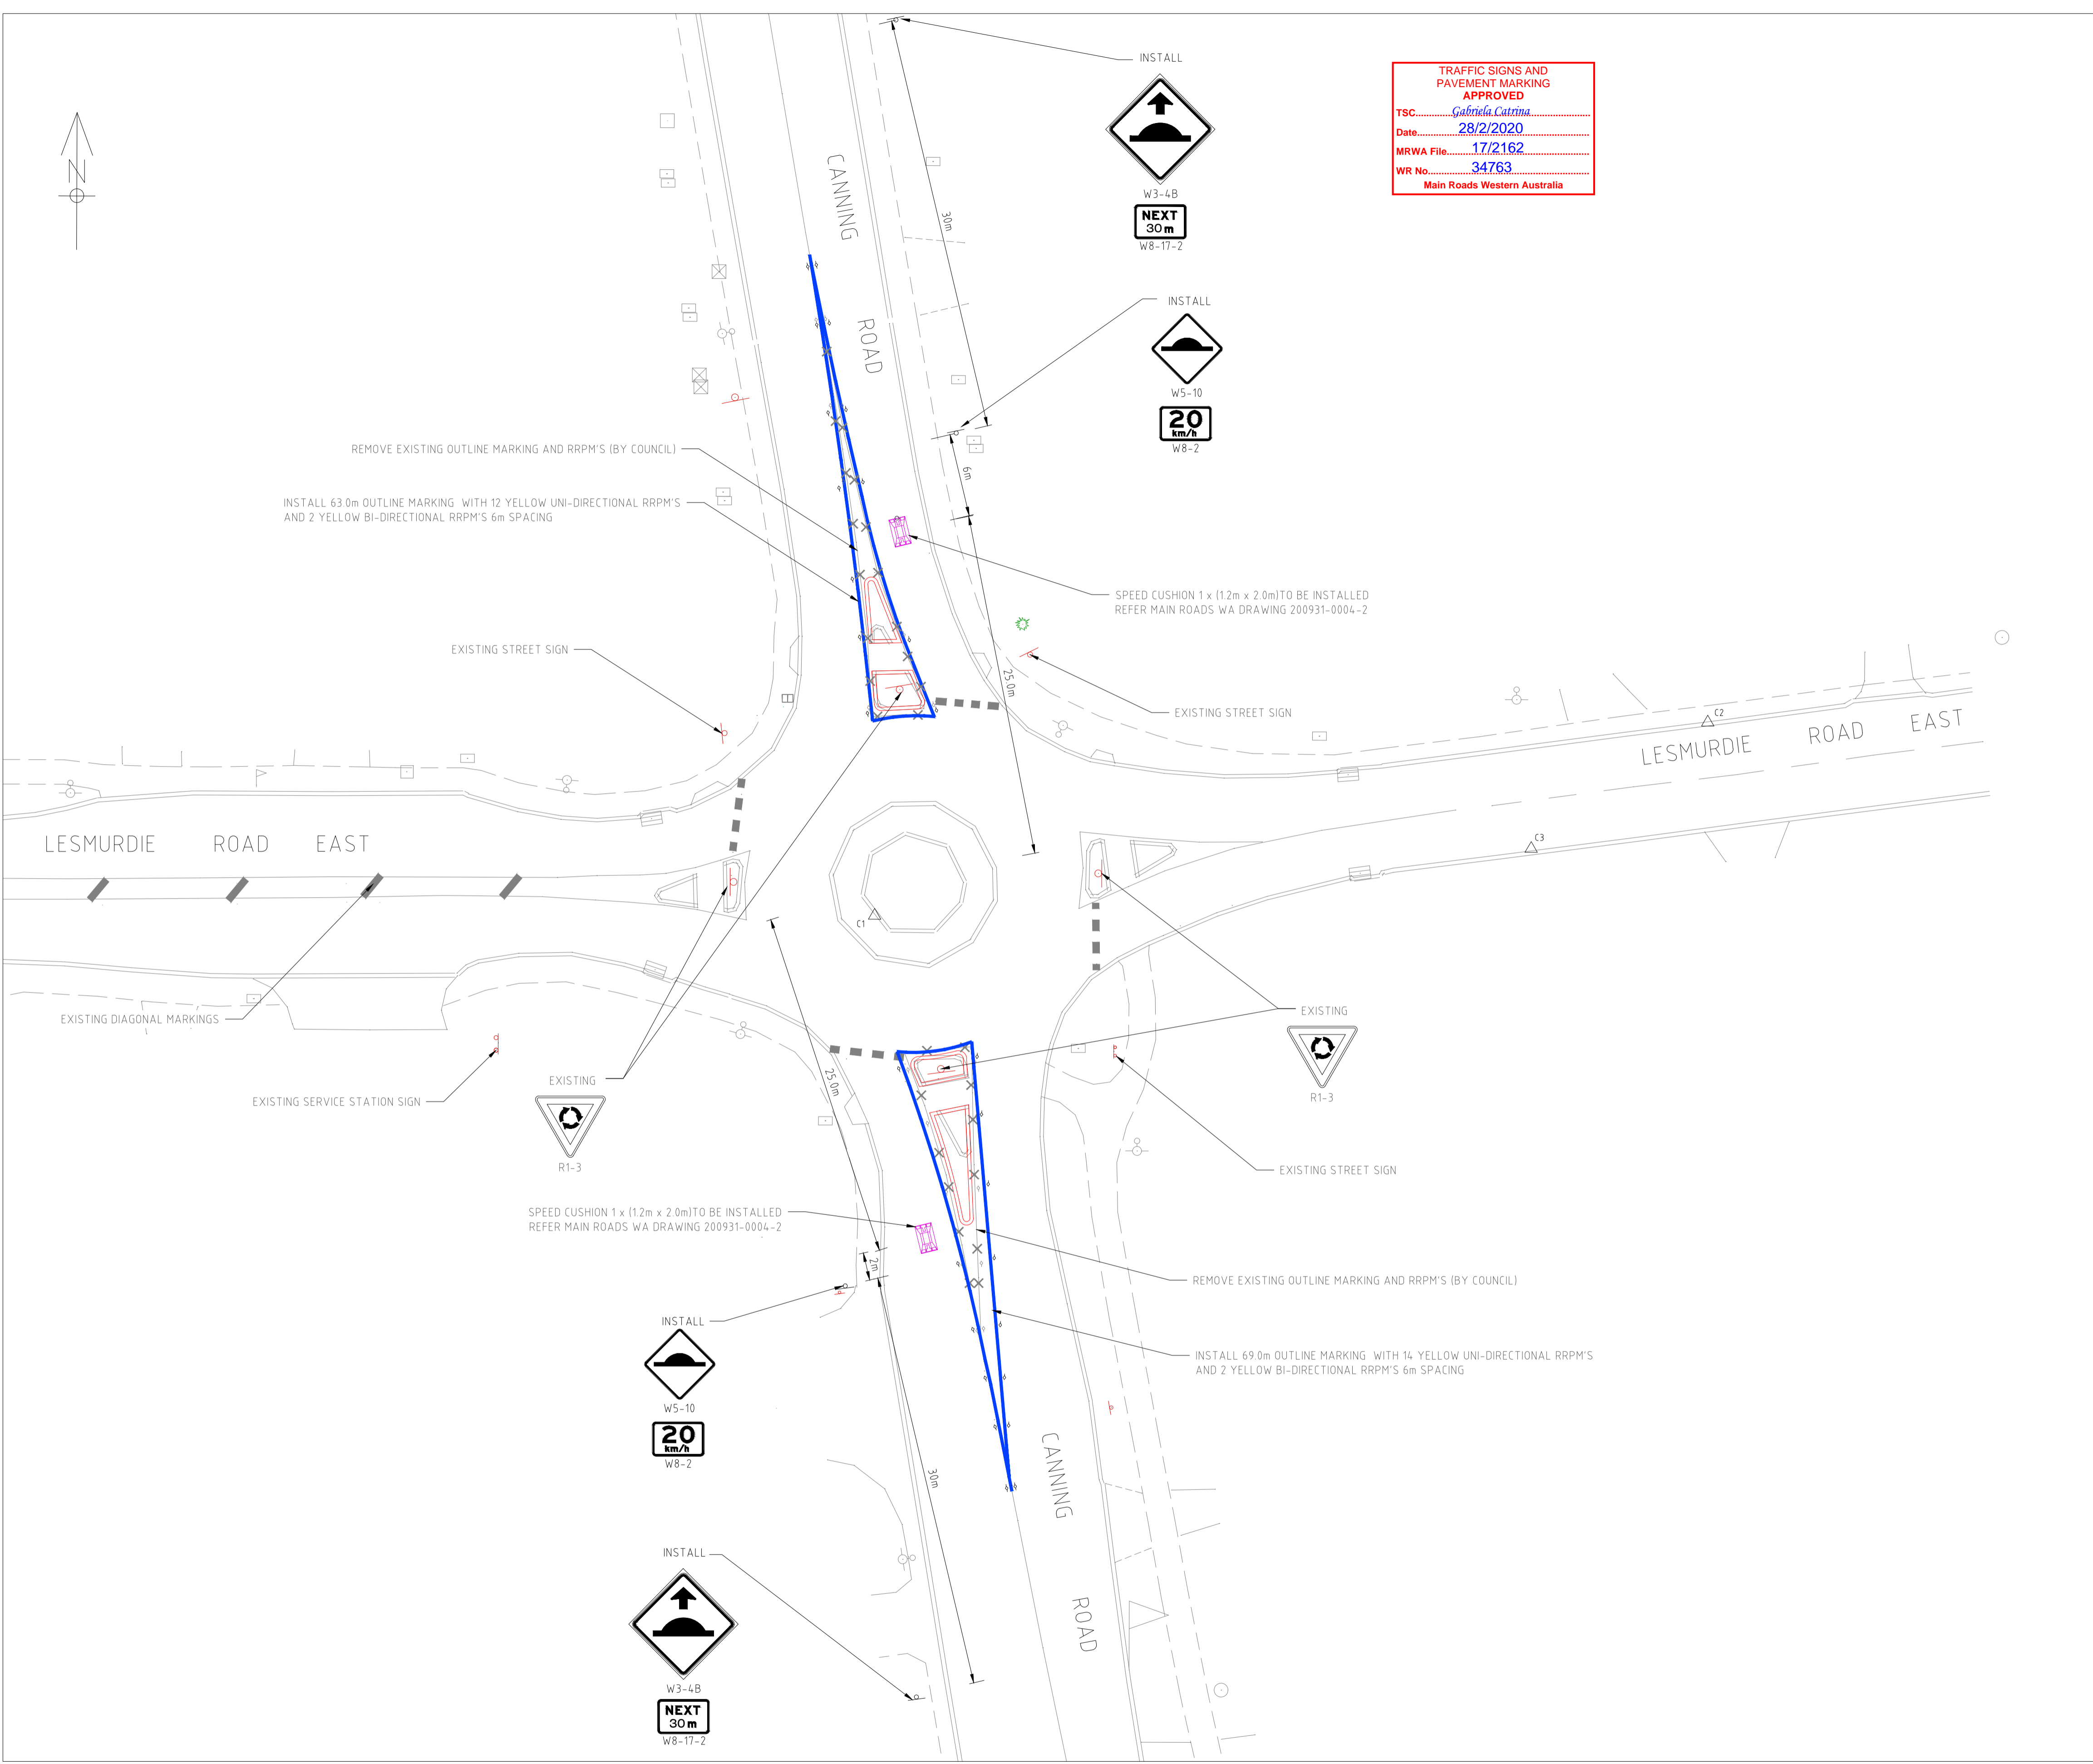 INSTALL
W3-4B
NEXT
30m
W8-17-2
TRAFFIC SIGNS AND
PAVEMENT MARKING
APPROVED
TSC Gabriela Catrina
Date 28/2/2020
MRWA File 17/2162
WR No 34763
Main Roads Western Australia
N
CANNING
ROAD
30m
INSTALL
W5-10
20
km/h
W8-2
6m
REMOVE EXISTING OUTLINE MARKING AND RRPM'S (BY COUNCIL)
INSTALL 63.0m OUTLINE MARKING WITH 12 YELLOW UNI-DIRECTIONAL RRPM'S
AND 2 YELLOW BI-DIRECTIONAL RRPM'S 6m SPACING
SPEED CUSHION 1 x (1.2m x 2.0m)TO BE INSTALLED
REFER MAIN ROADS WA DRAWING 200931-0004-2
EXISTING STREET SIGN
25.0m
EXISTING STREET SIGN
C2
LESMURDIE ROAD EAST
LESMURDIE ROAD EAST
C3
C1
EXISTING DIAGONAL MARKINGS
EXISTING
R1-3
EXISTING
R1-3
EXISTING SERVICE STATION SIGN
25.0m
EXISTING STREET SIGN
SPEED CUSHION 1 x (1.2m x 2.0m)TO BE INSTALLED
REFER MAIN ROADS WA DRAWING 200931-0004-2
2m
REMOVE EXISTING OUTLINE MARKING AND RRPM'S (BY COUNCIL)
INSTALL
W5-10
20
km/h
W8-2
INSTALL 69.0m OUTLINE MARKING WITH 14 YELLOW UNI-DIRECTIONAL RRPM'S
AND 2 YELLOW BI-DIRECTIONAL RRPM'S 6m SPACING
30m
CANNING
ROAD
INSTALL
W3-4B
NEXT
30m
W8-17-2